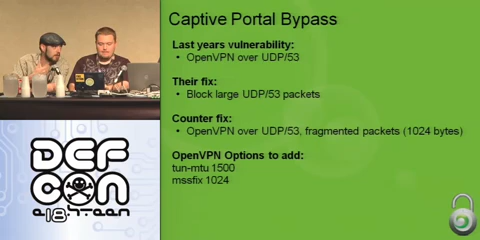 Captive Portal Bypass
Last years vulnerability:
• OpenVPN over UDP/53
Their fix:
• Block large UDP/53 packets
Counter fix:
• OpenVPN over UDP/53, fragmented packets (1024 bytes)
OpenVPN Options to add:
tun-mtu 1500
mssfix 1024
DEF
CON
e18hteen